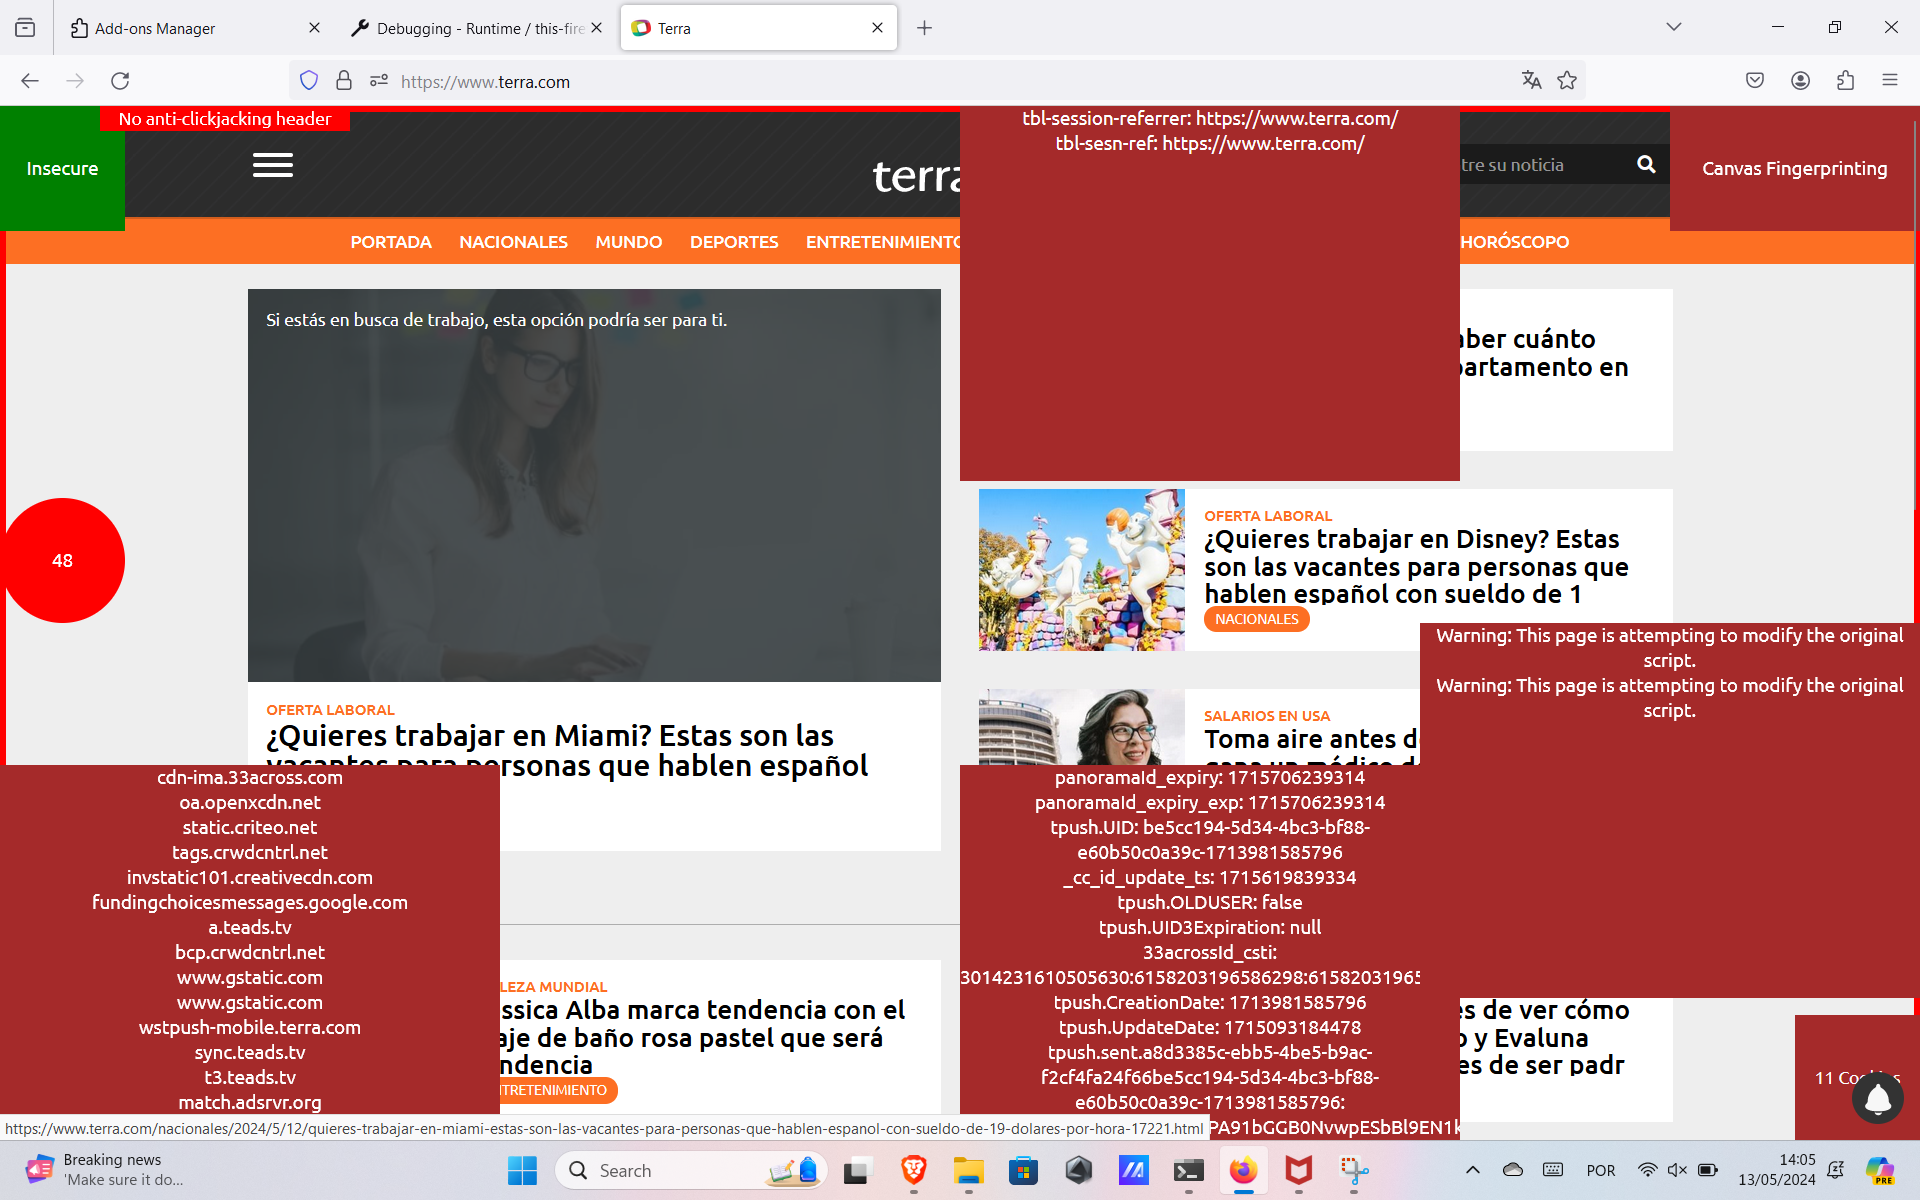 Add-ons Manager
Debugging - Runtime / this-fire
Terra
https://www.terra.com
No anti-clickjacking header
Insecure
terra
tbl-session-referrer: https://www.terra.com/
tbl-sesn-ref: https://www.terra.com/
tre su noticia
Canvas Fingerprinting
PORTADA
NACIONALES
MUNDO
DEPORTES
ENTRETENIMIENTO
HORÓSCOPO
Si estás en busca de trabajo, esta opción podría ser para ti.
aber cuánto
partamento en
48
OFERTA LABORAL
¿Quieres trabajar en Disney? Estas
son las vacantes para personas que
hablen español con sueldo de 1
NACIONALES
Warning: This page is attempting to modify the original
script.
Warning: This page is attempting to modify the original
script.
OFERTA LABORAL
¿Quieres trabajar en Miami? Estas son las
vacantes para personas que hablen español
SALARIOS EN USA
Toma aire antes d
gana un médico d
cdn-ima.33across.com
oa.openxcdn.net
static.criteo.net
tags.crwdcntrl.net
invstatic101.creativecdn.com
fundingchoicesmessages.google.com
a.teads.tv
bcp.crwdcntrl.net
www.gstatic.com
www.gstatic.com
wstpush-mobile.terra.com
sync.teads.tv
t3.teads.tv
match.adsrvr.org
panoramaId_expiry: 1715706239314
panoramaId_expiry_exp: 1715706239314
tpush.UID: be5cc194-5d34-4bc3-bf88-
e60b50c0a39c-1713981585796
_cc_id_update_ts: 1715619839334
tpush.OLDUSER: false
tpush.UID3Expiration: null
33acrossId_csti:
3014231610505630:6158203196586298:61582031965
tpush.CreationDate: 1713981585796
tpush.UpdateDate: 1715093184478
tpush.sent.a8d3385c-ebb5-4be5-b9ac-
f2cf4fa24f66be5cc194-5d34-4bc3-bf88-
e60b50c0a39c-1713981585796:
PA91bGGB0NvwpESbBl9EN1k
LEZA MUNDIAL
ssica Alba marca tendencia con el
aje de baño rosa pastel que será
ndencia
NTRETENIMIENTO
s de ver cómo
o y Evaluna
es de ser padr
11 Cookies
https://www.terra.com/nacionales/2024/5/12/quieres-trabajar-en-miami-estas-son-las-vacantes-para-personas-que-hablen-espanol-con-sueldo-de-19-dolares-por-hora-17221.html
Breaking news
'Make sure it do...
Search
POR
14:05
13/05/2024
PRE